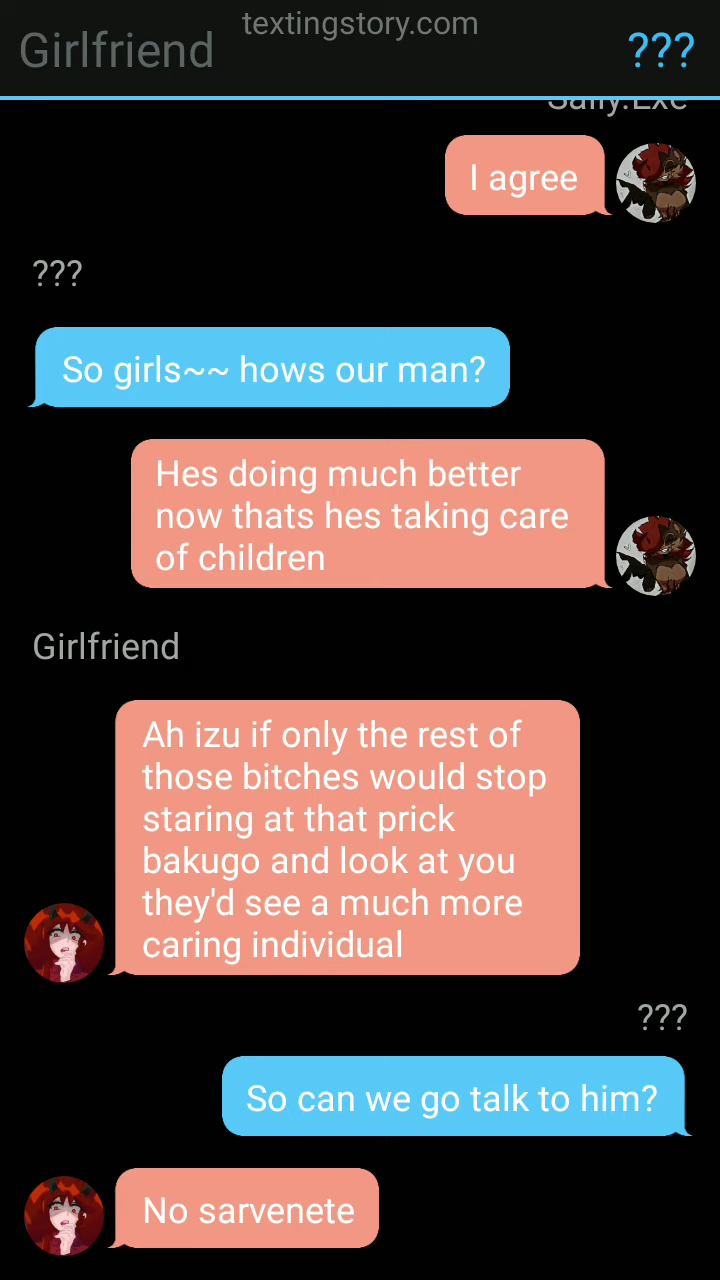 textingstory.com
Girlfriend
???
Sally.Exe
I agree
???
So girls~~ hows our man?
Hes doing much better
now thats hes taking care
of children
Girlfriend
Ah izu if only the rest of
those bitches would stop
staring at that prick
bakugo and look at you
they'd see a much more
caring individual
???
So can we go talk to him?
No sarvenete